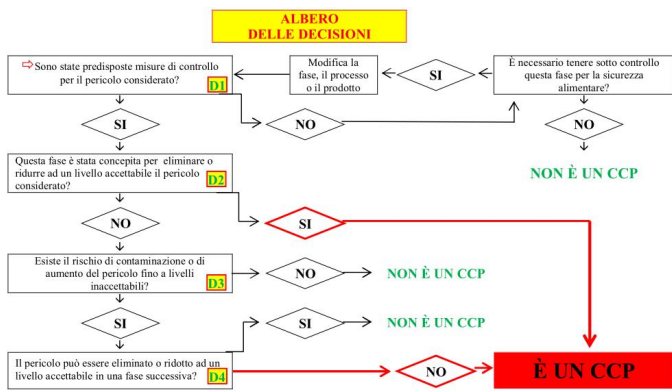 ALBERO
DELLE DECISIONI
⇨ Sono state predisposte misure di controllo
per il pericolo considerato?
D1
Modifica la
fase, il processo
o il prodotto
SI
È necessario tenere sotto controllo
questa fase per la sicurezza
alimentare?
SI
NO
NO
NON È UN CCP
Questa fase è stata concepita per eliminare o
ridurre ad un livello accettabile il pericolo
considerato?
D2
NO
SI
Esiste il rischio di contaminazione o di
aumento del pericolo fino a livelli
inaccettabili?
D3
NO
NON È UN CCP
SI
SI
NON È UN CCP
Il pericolo può essere eliminato o ridotto ad un
livello accettabile in una fase successiva?
D4
NO
È UN CCP